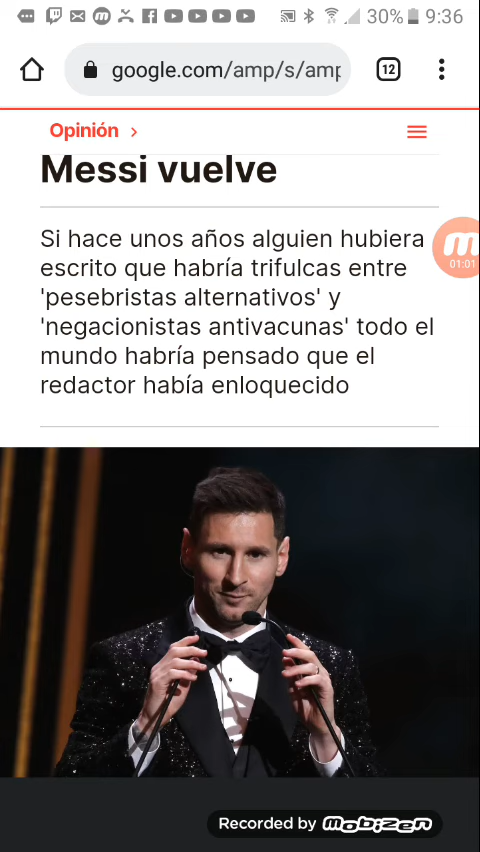 30% 9:36
google.com/amp/s/amp
12
Opinión >
Messi vuelve
Si hace unos años alguien hubiera
escrito que habría trifulcas entre
'pesebristas alternativos' y
'negacionistas antivacunas' todo el
mundo habría pensado que el
redactor había enloquecido
01:01
Recorded by mobizen